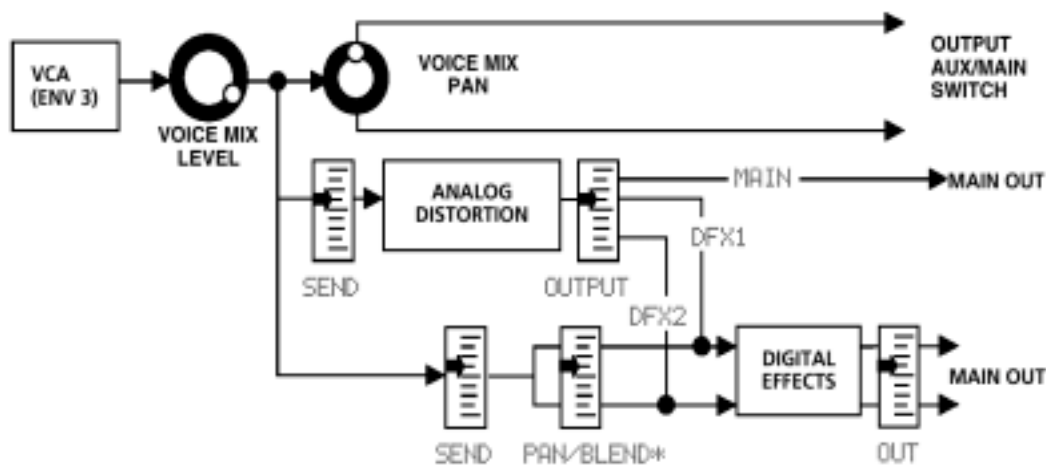 VCA
(ENV 3)
VOICE MIX
LEVEL
VOICE MIX
PAN
OUTPUT
AUX/MAIN
SWITCH
ANALOG
DISTORTION
MAIN
MAIN OUT
DFX1
SEND
OUTPUT
DFX2
DIGITAL
EFFECTS
MAIN OUT
SEND
PAN/BLEND*
OUT